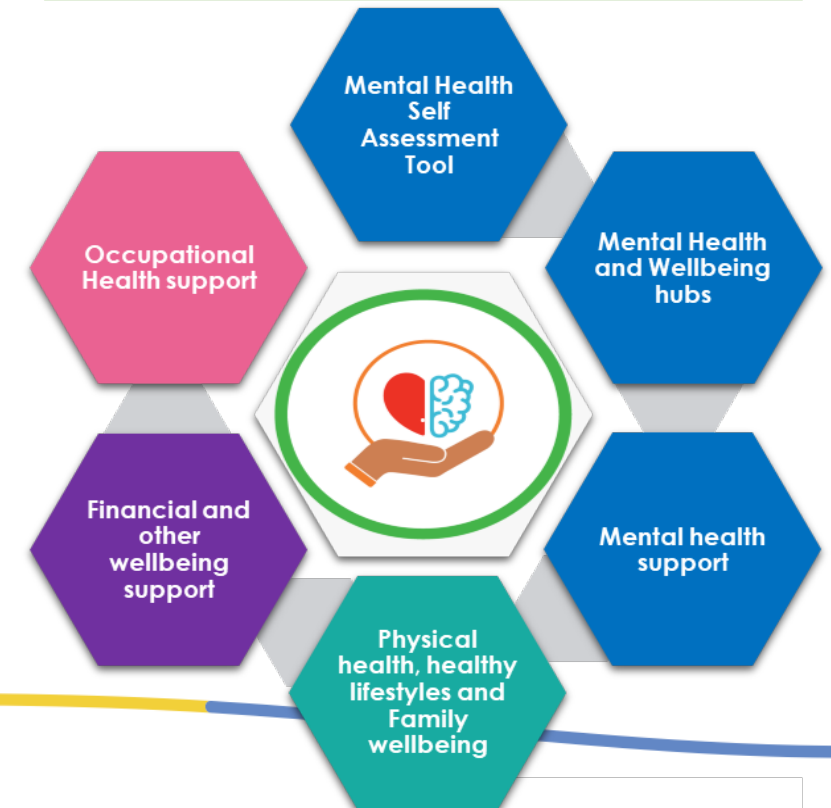 Mental Health
Self
Assessment
Tool
Mental Health
and Wellbeing
hubs
Mental health
support
Physical
health, healthy
lifestyles and
Family
wellbeing
Financial and
other
wellbeing
support
Occupational
Health support